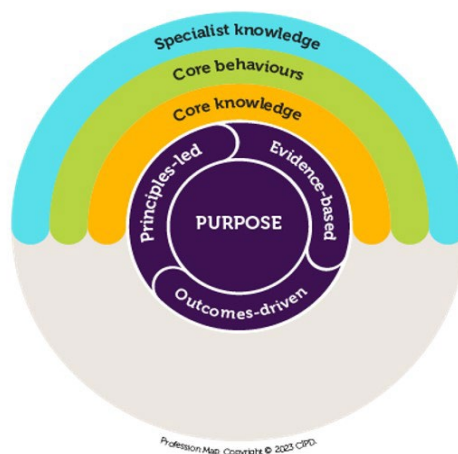 Specialist knowledge
Core behaviours
Core knowledge
Principles-led
Evidence-based
PURPOSE
Outcomes-driven
Profession Map. Copyright © 2023 CIPD.